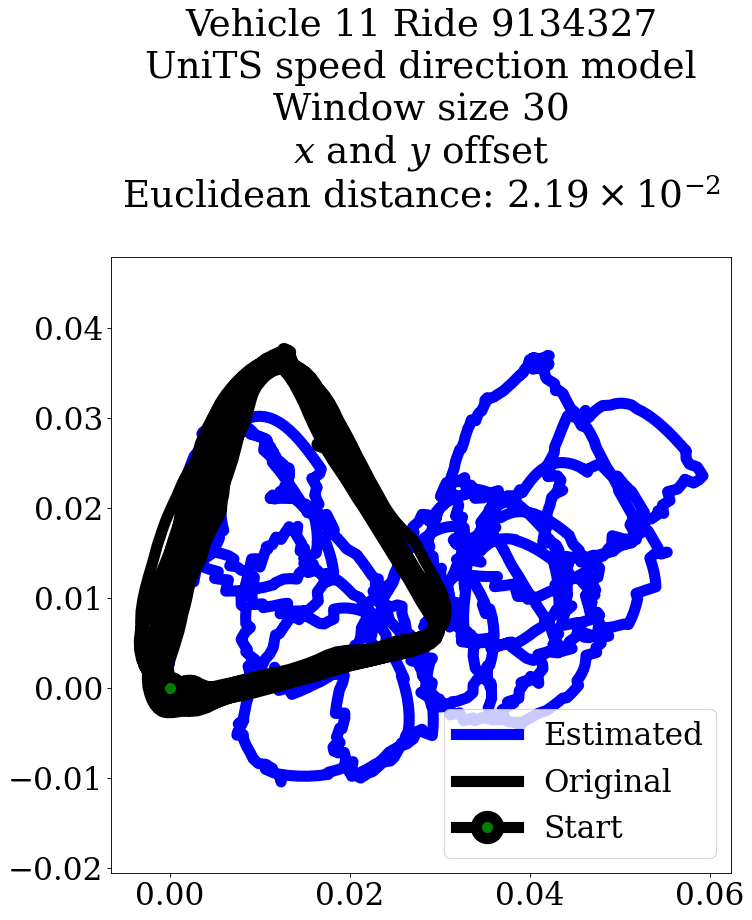 Vehicle 11 Ride 9134327
UniTS speed direction model
Window size 30
x and y offset
Euclidean distance: 2.19 × 10⁻²
0.04
0.03
0.02
0.01
0.00
−0.01
−0.02
0.00
0.02
0.04
0.06
Estimated
Original
Start